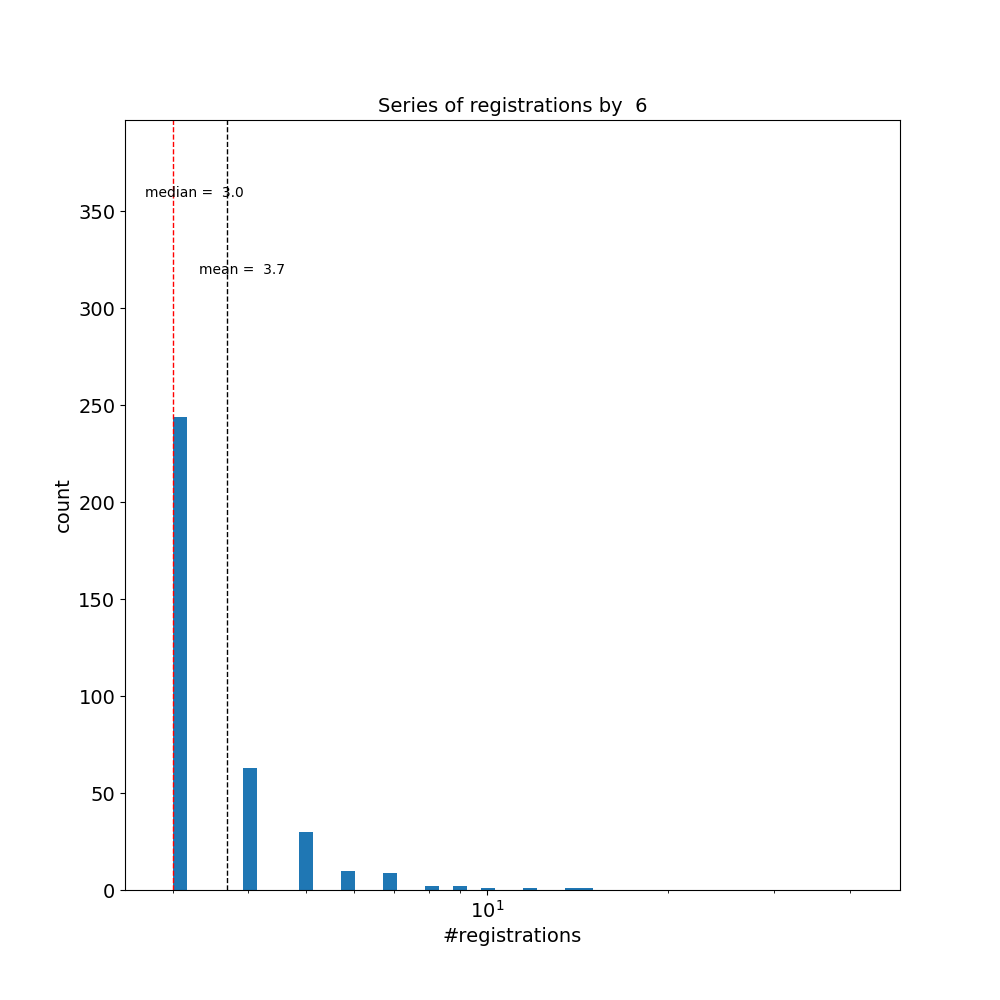 Series of registrations by  6
median =  3.0
mean =  3.7
350
300
250
200
150
100
50
0
count
10¹
#registrations